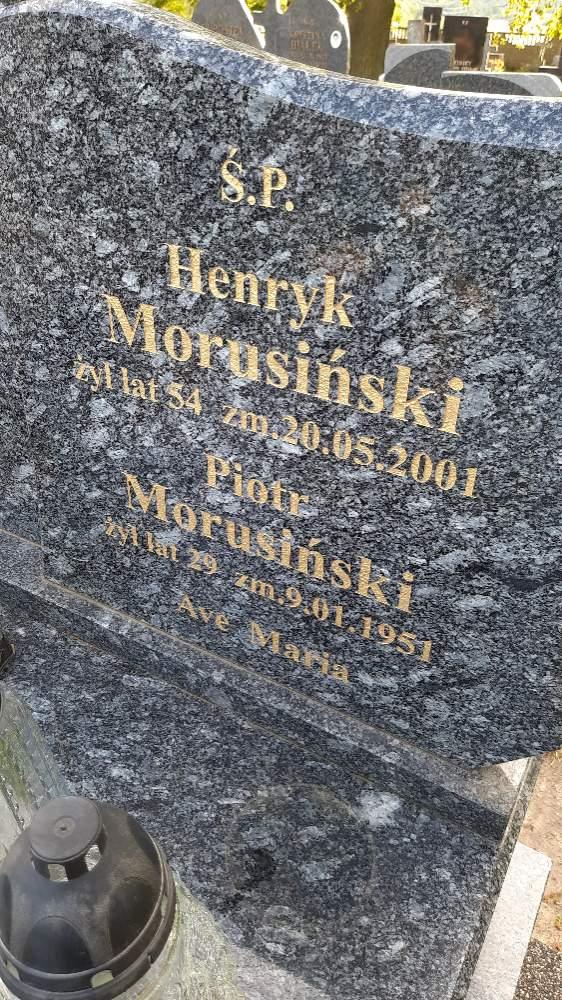 Ś.P.
Henryk
Morusiński
żył lat 54 zm.20.05.2001
Piotr
Morusiński
żył lat 29 zm.9.01.1951
Ave Maria